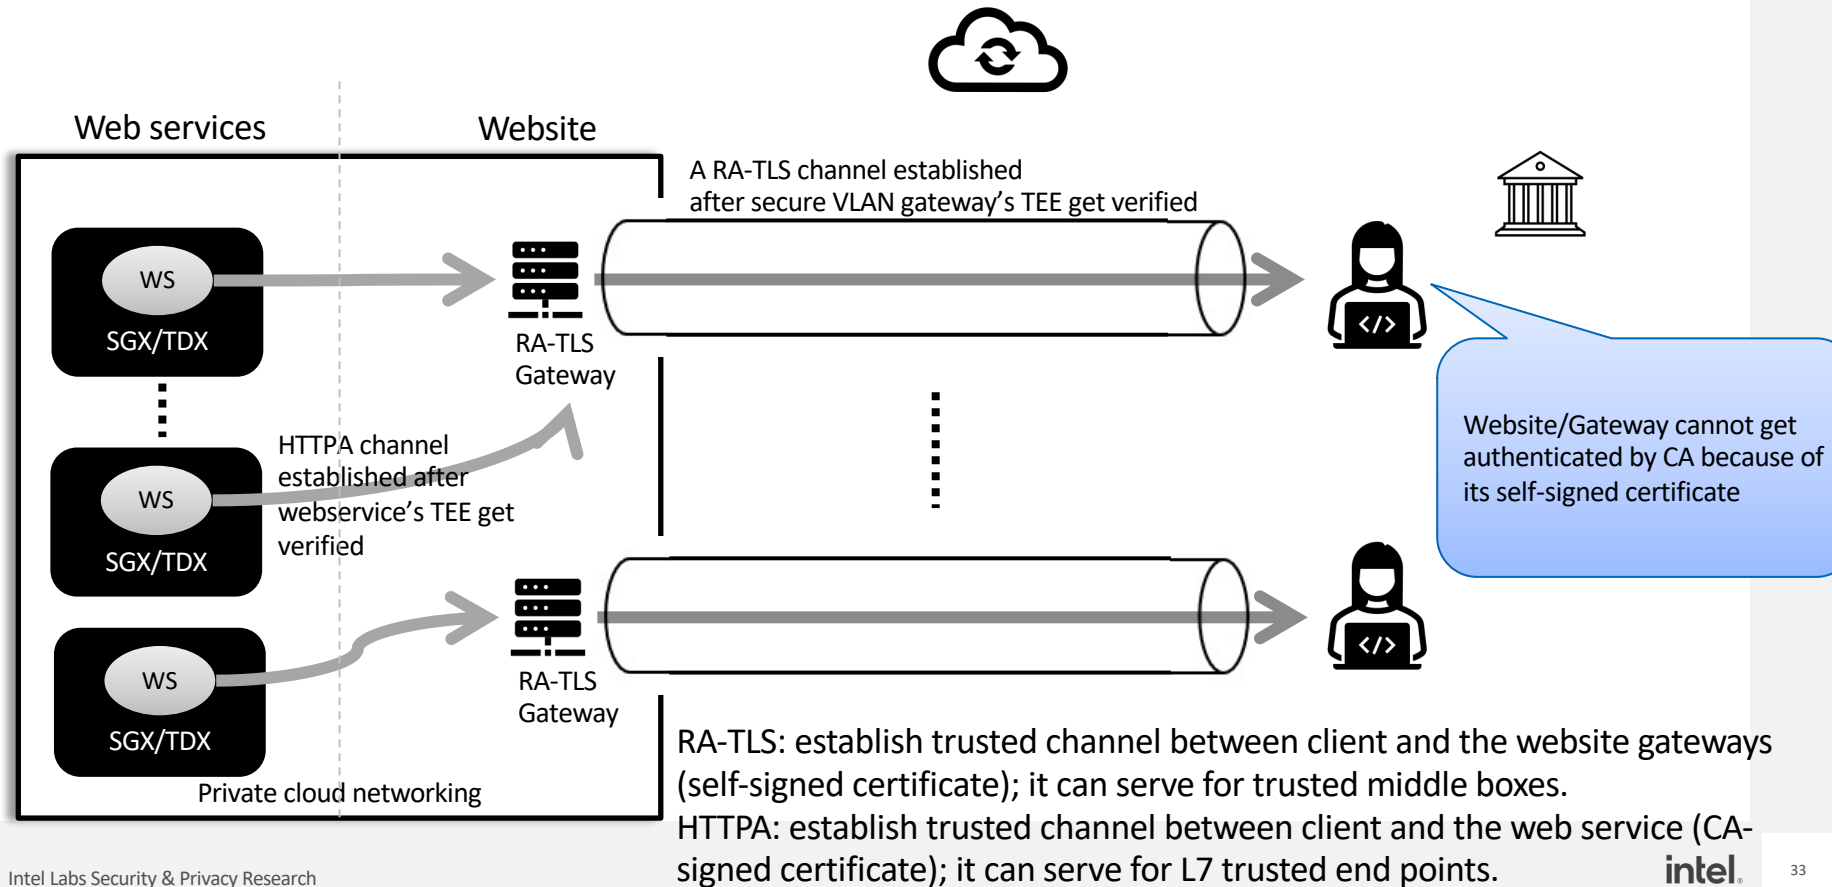 Web services
Website
A RA-TLS channel established
after secure VLAN gateway's TEE get verified
WS
SGX/TDX
RA-TLS
Gateway
</>
HTTPA channel
established after
webservice's TEE get
verified
WS
SGX/TDX
Website/Gateway cannot get
authenticated by CA because of
its self-signed certificate
WS
SGX/TDX
RA-TLS
Gateway
</>
Private cloud networking
RA-TLS: establish trusted channel between client and the website gateways
(self-signed certificate); it can serve for trusted middle boxes.
HTTPA: establish trusted channel between client and the web service (CA-
signed certificate); it can serve for L7 trusted end points.
Intel Labs Security & Privacy Research
intel.
33